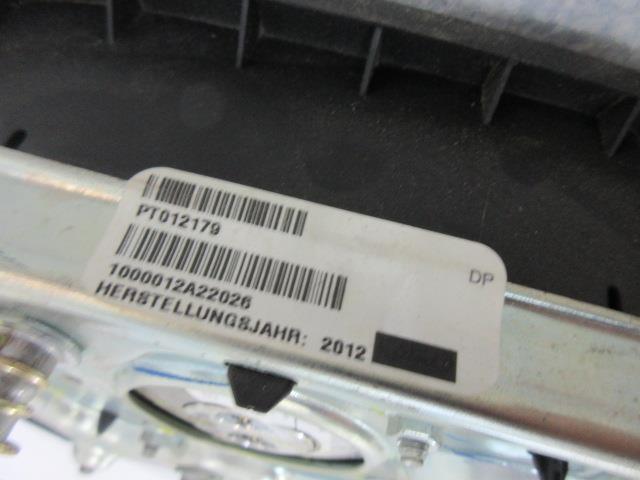 PT012179
DP
1000012A22026
HERSTELLUNGSJAHR: 2012